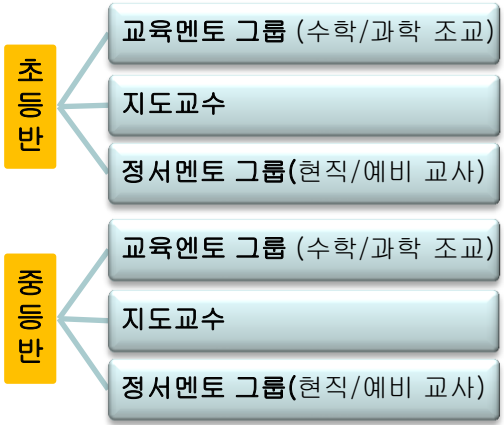 초등반
교육멘토 그룹 (수학/과학 조교)
지도교수
정서멘토 그룹(현직/예비 교사)
중등반
교육엔토 그룹 (수학/과학 조교)
지도교수
정서멘토 그룹(현직/예비 교사)